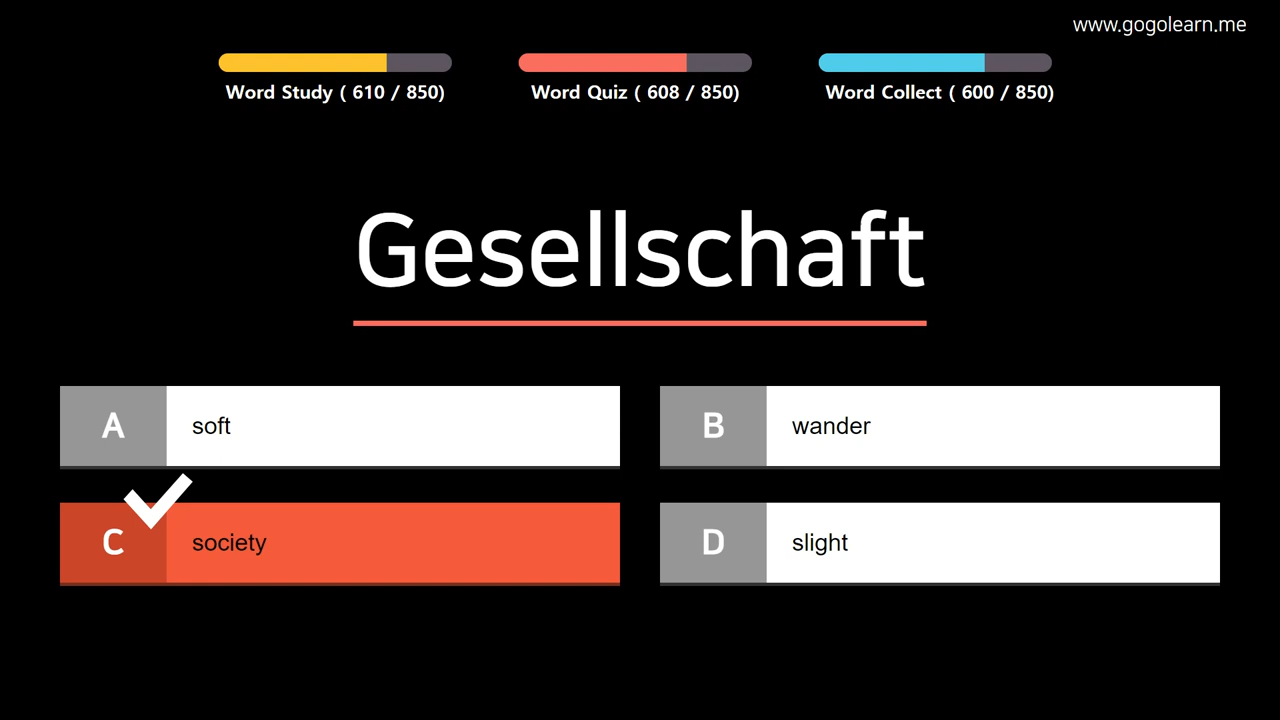 www.gogolearn.me
Word Study ( 610 / 850)
Word Quiz ( 608 / 850)
Word Collect ( 600 / 850)
Gesellschaft
A soft
B wander
C society
D slight